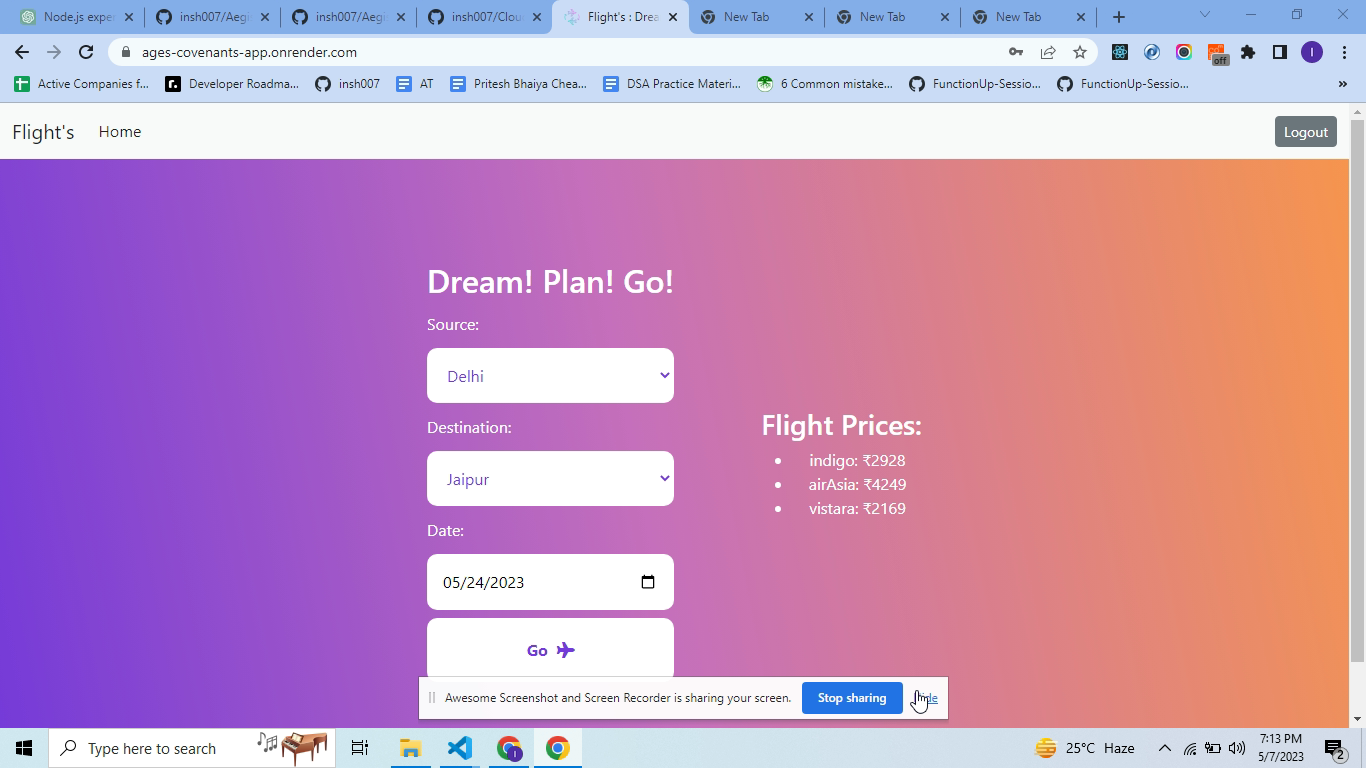 Node.js expe
insh007/Aegi
insh007/Aegi
insh007/Clou
Flight's : Drea
New Tab
New Tab
New Tab
ages-covenants-app.onrender.com
off
I
Active Companies f...
Developer Roadma...
insh007
AT
Pritesh Bhaiya Chea...
DSA Practice Materi...
6 Common mistake...
FunctionUp-Sessio...
FunctionUp-Sessio...
Flight's
Home
Logout
Dream! Plan! Go!
Source:
Delhi
Destination:
Jaipur
Date:
05/24/2023
Go
Flight Prices:
indigo: ₹2928
airAsia: ₹4249
vistara: ₹2169
Awesome Screenshot and Screen Recorder is sharing your screen.
Stop sharing
Type here to search
25°C Haze
7:13 PM
5/7/2023
2